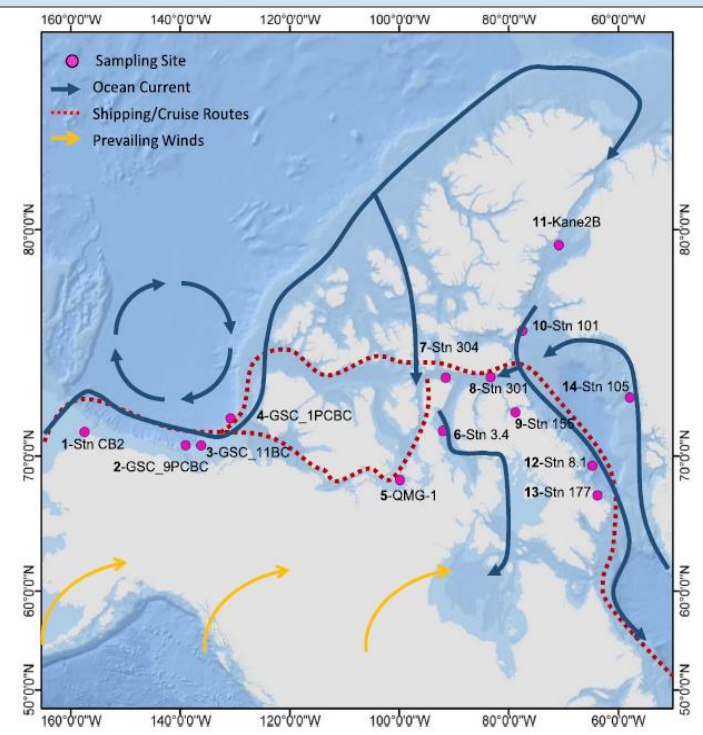 160°0'0"W 140°0'0"W 120°0'0"W 100°0'0"W 80°0'0"W 60°0'0"W
Sampling Site
Ocean Current
Shipping/Cruise Routes
Prevailing Winds
80°0'0"N
80°0'0"N
11-Kane2B
10-Stn 101
7-Stn 304
8-Stn 301
14-Stn 105
4-GSC_1PCBC
9-Stn 155
1-Stn CB2
3-GSC_11BC
6-Stn 3.4
70°0'0"N
70°0'0"N
2-GSC_9PCBC
12-Stn 8.1
5-QMG-1
13-Stn 177
60°0'0"N
60°0'0"N
50°0'0"N
50°0'0"N
160°0'0"W 140°0'0"W 120°0'0"W 100°0'0"W 80°0'0"W 60°0'0"W